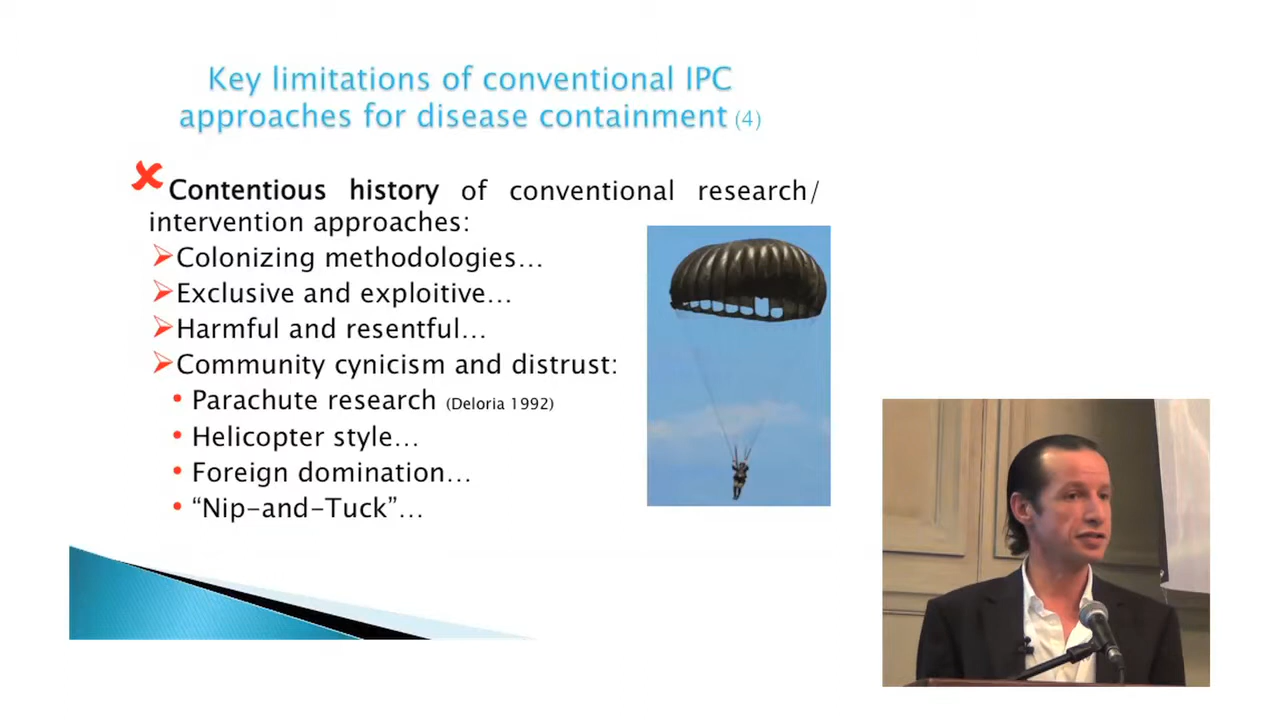 Key limitations of conventional IPC
approaches for disease containment (4)
✘Contentious history of conventional research/
intervention approaches:
➢Colonizing methodologies…
➢Exclusive and exploitive…
➢Harmful and resentful…
➢Community cynicism and distrust:
• Parachute research (Deloria 1992)
• Helicopter style…
• Foreign domination…
• “Nip-and-Tuck”…